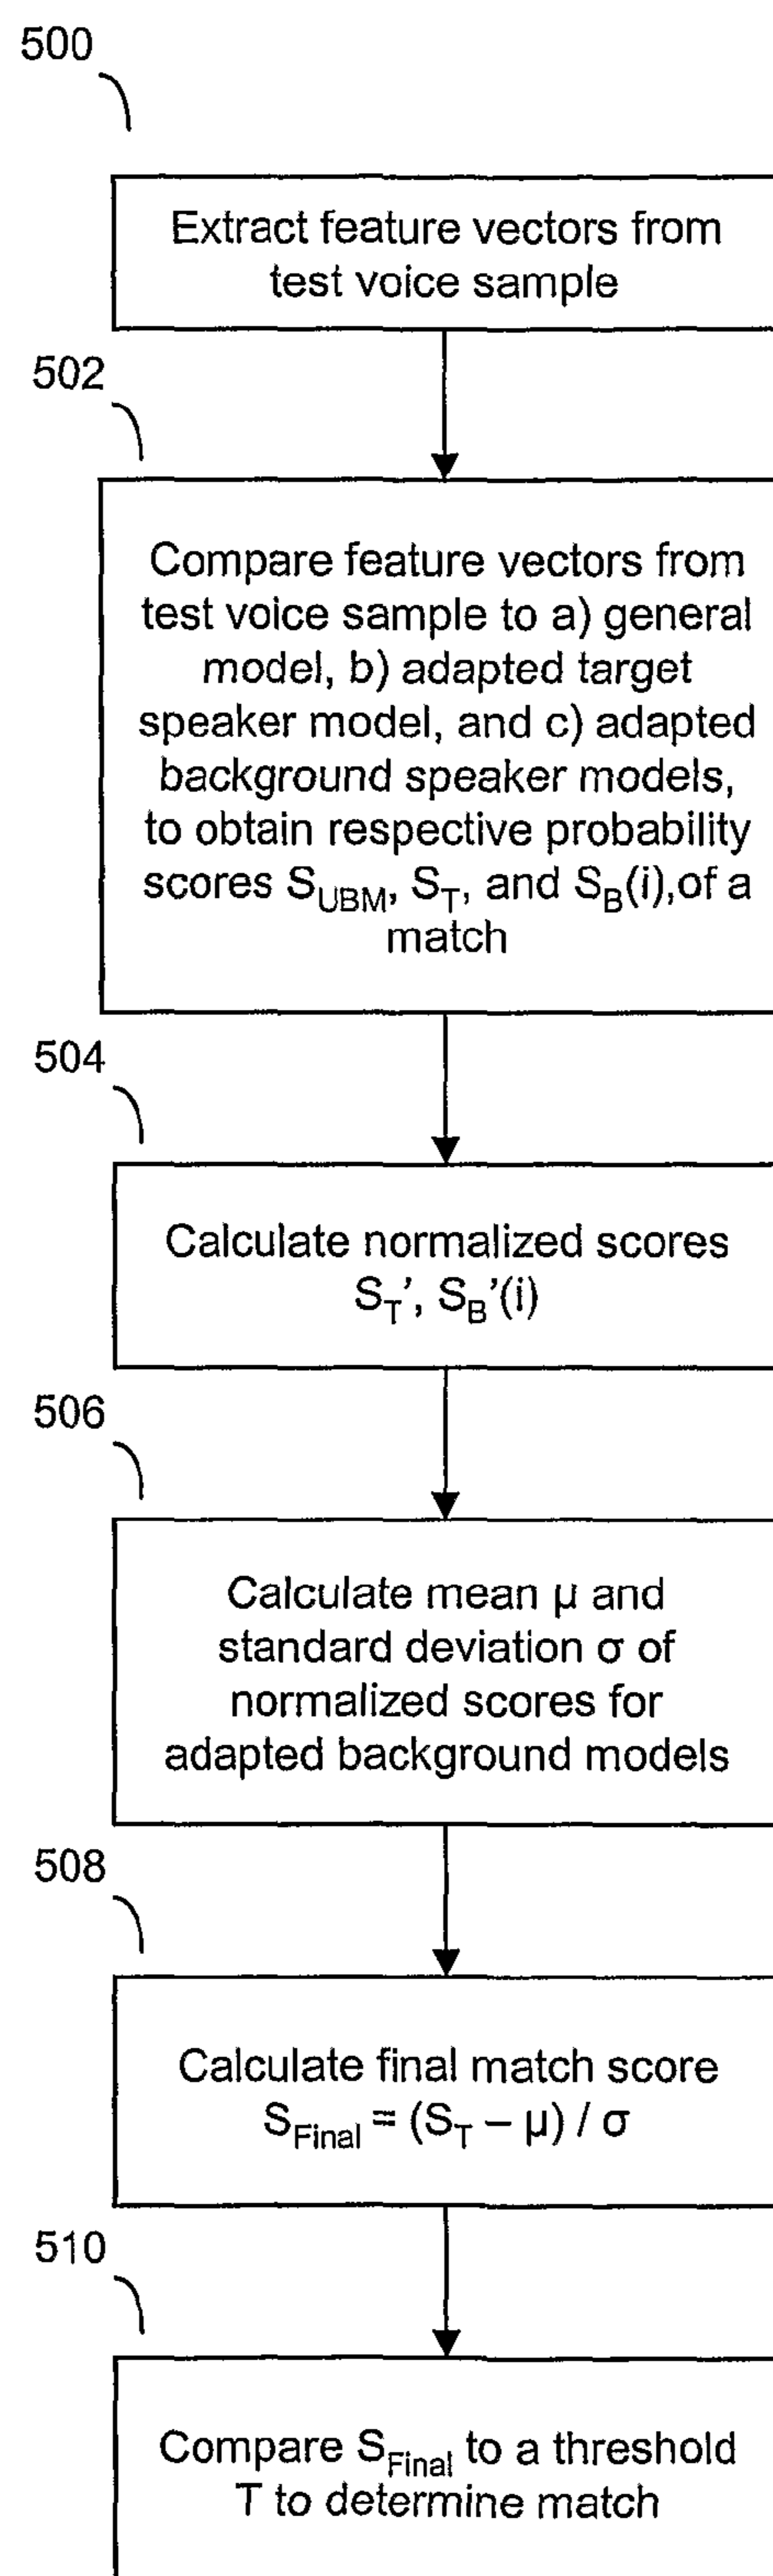 500
Extract feature vectors from
test voice sample
502
Compare feature vectors from
test voice sample to a) general
model, b) adapted target
speaker model, and c) adapted
background speaker models,
to obtain respective probability
scores S_UBM, S_T, and S_B(i),of a
match
504
Calculate normalized scores
S_T’, S_B’(i)
506
Calculate mean μ and
standard deviation σ of
normalized scores for
adapted background models
508
Calculate final match score
S_Final = (S_T – μ) / σ
510
Compare S_Final to a threshold
T to determine match